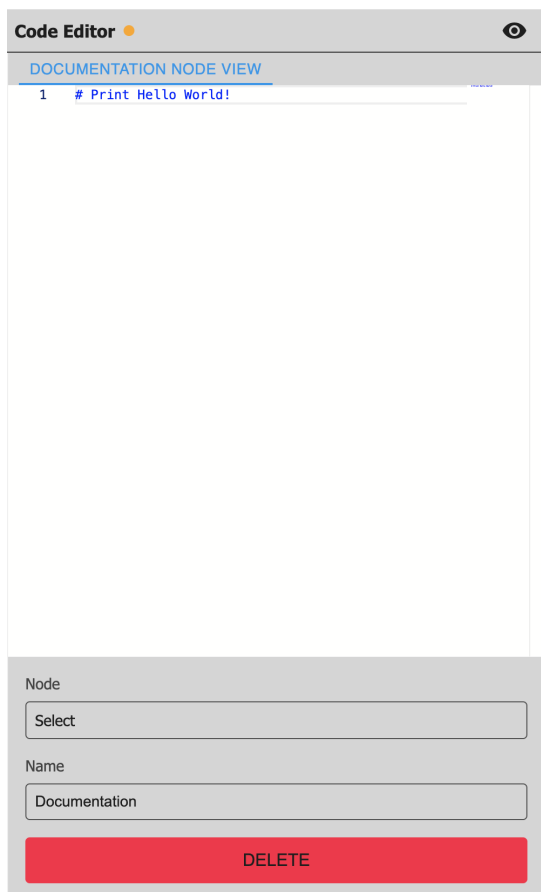 Code Editor
DOCUMENTATION NODE VIEW
1 # Print Hello World!
Node
Select
Name
Documentation
DELETE